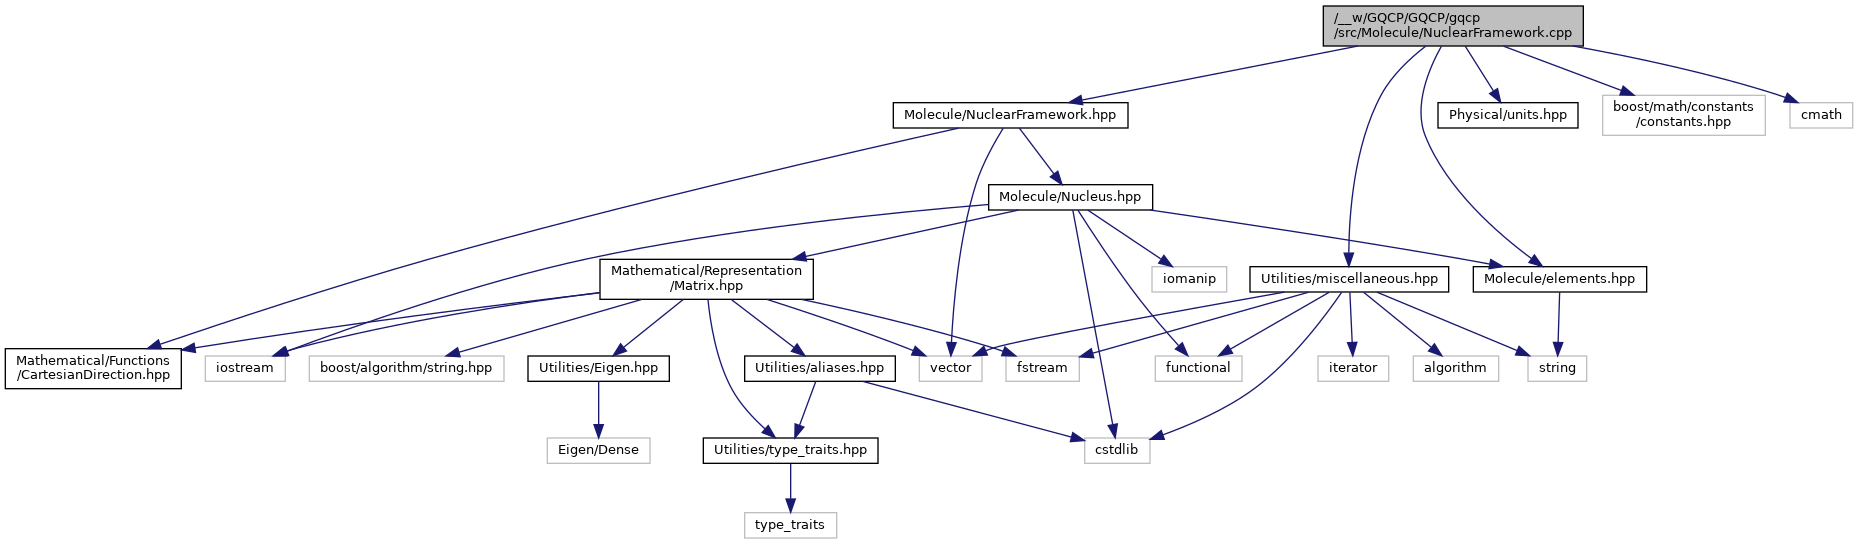 /__w/GQCP/GQCP/gqcp
/src/Molecule/NuclearFramework.cpp
Molecule/NuclearFramework.hpp
Physical/units.hpp
boost/math/constants
/constants.hpp
cmath
Molecule/Nucleus.hpp
Mathematical/Representation
/Matrix.hpp
iomanip
Utilities/miscellaneous.hpp
Molecule/elements.hpp
Mathematical/Functions
/CartesianDirection.hpp
iostream
boost/algorithm/string.hpp
Utilities/Eigen.hpp
Utilities/aliases.hpp
vector
fstream
functional
iterator
algorithm
string
Eigen/Dense
Utilities/type_traits.hpp
cstdlib
type_traits